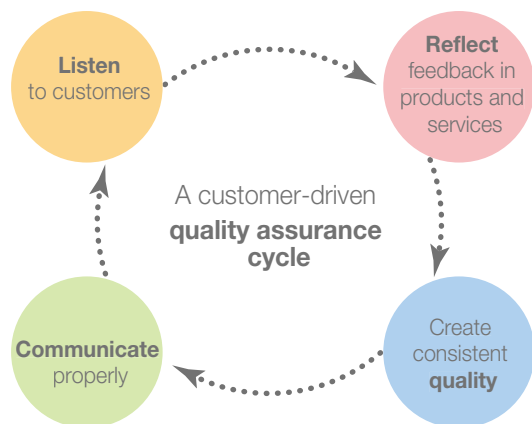 Listen
to customers
Reflect
feedback in
products and
services
A customer-driven
quality assurance
cycle
Create
consistent
quality
Communicate
properly